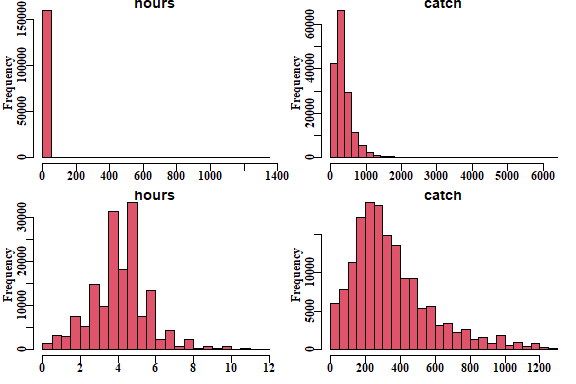 hours
Frequency
0 50000 100000 150000
0 200 400 600 800 1000 1400
catch
Frequency
0 20000 40000 60000
0 1000 2000 3000 4000 5000 6000
hours
Frequency
0 10000 20000 30000
0 2 4 6 8 10 12
catch
Frequency
0 5000 10000
0 200 400 600 800 1000 1200